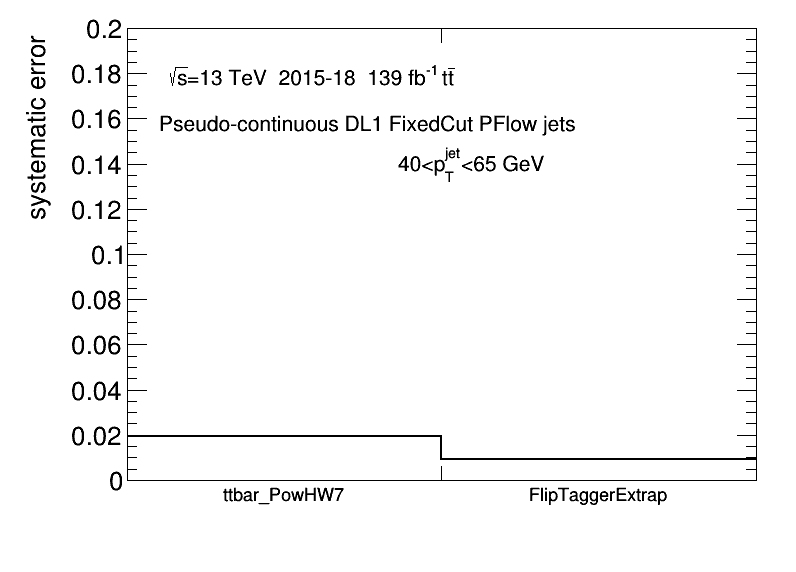 systematic error
0.2
0.18
0.16
0.14
0.12
0.1
0.08
0.06
0.04
0.02
0
√s=13 TeV 2015-18 139 fb⁻¹ tt̄
Pseudo-continuous DL1 FixedCut PFlow jets
40<p_T^jet<65 GeV
ttbar_PowHW7 FlipTaggerExtrap